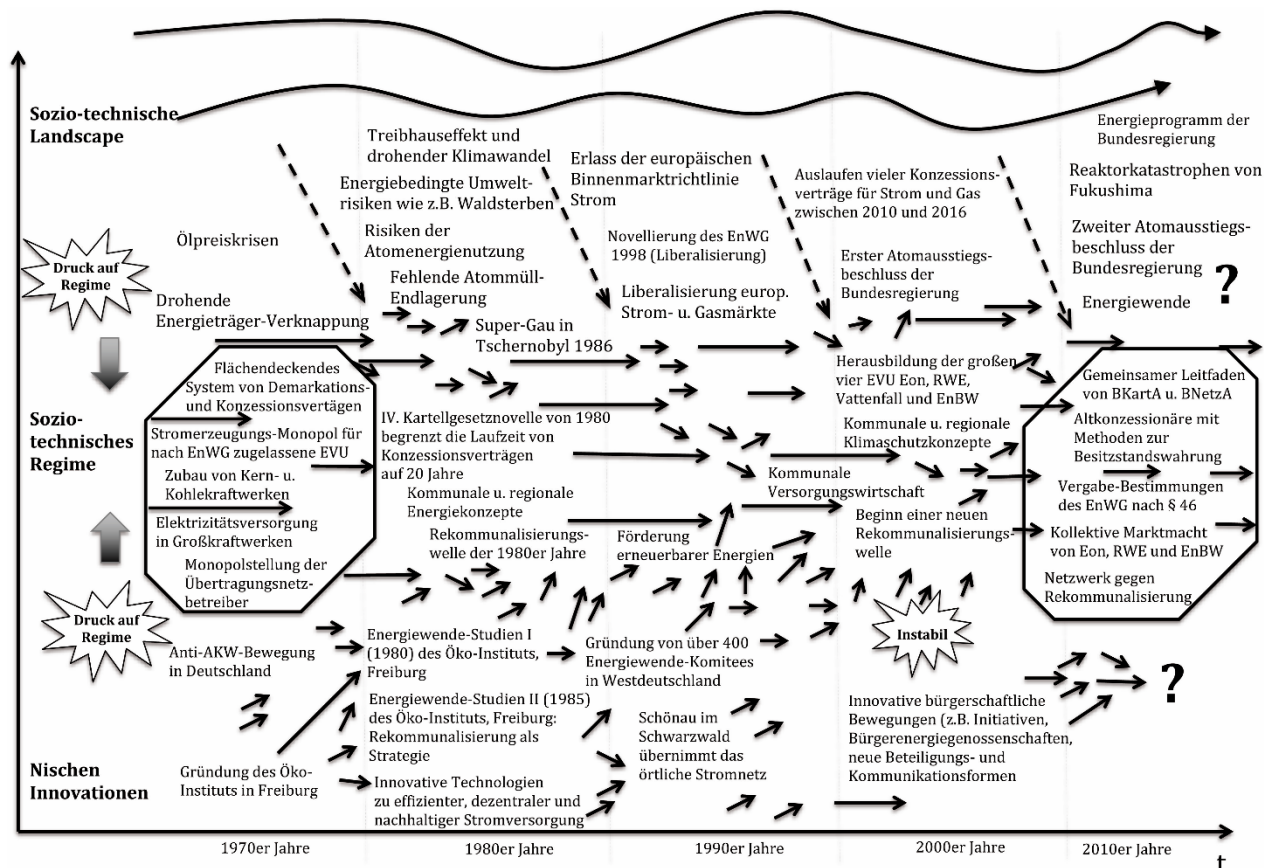 Sozio-technische
Landscape
Druck auf
Regime
Sozio-
technisches
Regime
Druck auf
Regime
Nischen
Innovationen
Ölpreiskrisen
Drohende
Energieträger-Verknappung
Flächendeckendes
System von Demarkations-
und Konzessionsvertägen
Stromerzeugungs-Monopol für
nach EnWG zugelassene EVU
Zubau von Kern- u.
Kohlekraftwerken
Elektrizitätsversorgung
in Großkraftwerken
Monopolstellung der
Übertragungsnetz-
betreiber
Anti-AKW-Bewegung
in Deutschland
Gründung des Öko-
Instituts in Freiburg
Treibhauseffekt und
drohender Klimawandel
Energiebedingte Umwelt-
risiken wie z.B. Waldsterben
Risiken der
Atomenergienutzung
Fehlende Atommüll-
Endlagerung
Super-Gau in
Tschernobyl 1986
IV. Kartellgesetznovelle von 1980
begrenzt die Laufzeit von
Konzessionsverträgen
auf 20 Jahre
Kommunale u. regionale
Energiekonzepte
Rekommunalisierungs-
welle der 1980er Jahre
Energiewende-Studien I
(1980) des Öko-Instituts,
Freiburg
Energiewende-Studien II (1985)
des Öko-Instituts, Freiburg:
Rekommunalisierung als
Strategie
Innovative Technologien
zu effizienter, dezentraler und
nachhaltiger Stromversorgung
Erlass der europäischen
Binnenmarktrichtlinie
Strom
Novellierung des EnWG
1998 (Liberalisierung)
Liberalisierung europ.
Strom- u. Gasmärkte
Kommunale
Versorgungswirtschaft
Förderung
erneuerbarer Energien
Gründung von über 400
Energiewende-Komitees
in Westdeutschland
Schönau im
Schwarzwald
übernimmt das
örtliche Stromnetz
Auslaufen vieler Konzessions-
verträge für Strom und Gas
zwischen 2010 und 2016
Erster Atomausstiegs-
beschluss der
Bundesregierung
Herausbildung der großen
vier EVU Eon, RWE,
Vattenfall und EnBW
Kommunale u. regionale
Klimaschutzkonzepte
Beginn einer neuen
Rekommunalisierungs-
welle
Instabil
Innovative bürgerschaftliche
Bewegungen (z.B. Initiativen,
Bürgerenergiegenossenschaften,
neue Beteiligungs- und
Kommunikationsformen
Energieprogramm der
Bundesregierung
Reaktorkatastrophen von
Fukushima
Zweiter Atomausstiegs-
beschluss der
Bundesregierung
?
Energiewende
Gemeinsamer Leitfaden
von BKartA u. BNetzA
Altkonzessionäre mit
Methoden zur
Besitzstandswahrung
Vergabe-Bestimmungen
des EnWG nach § 46
Kollektive Marktmacht
von Eon, RWE und EnBW
Netzwerk gegen
Rekommunalisierung
?
1970er Jahre
1980er Jahre
1990er Jahre
2000er Jahre
2010er Jahre
t